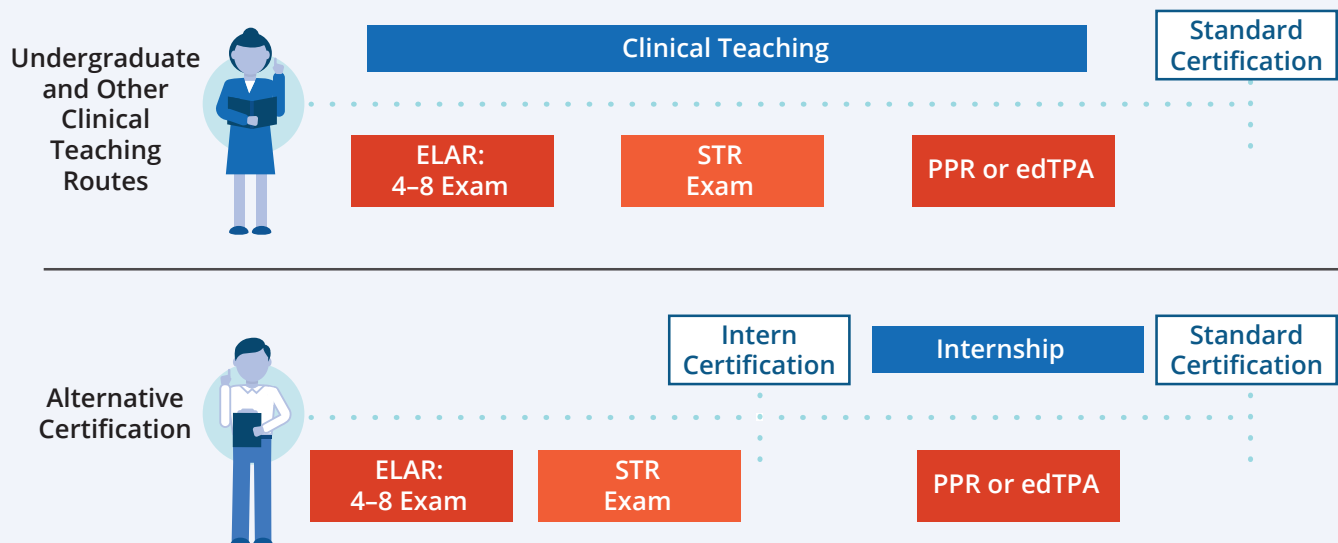 Undergraduate
and Other
Clinical
Teaching
Routes
Clinical Teaching
Standard
Certification
ELAR:
4–8 Exam
STR
Exam
PPR or edTPA
Alternative
Certification
Intern
Certification
Internship
Standard
Certification
ELAR:
4–8 Exam
STR
Exam
PPR or edTPA